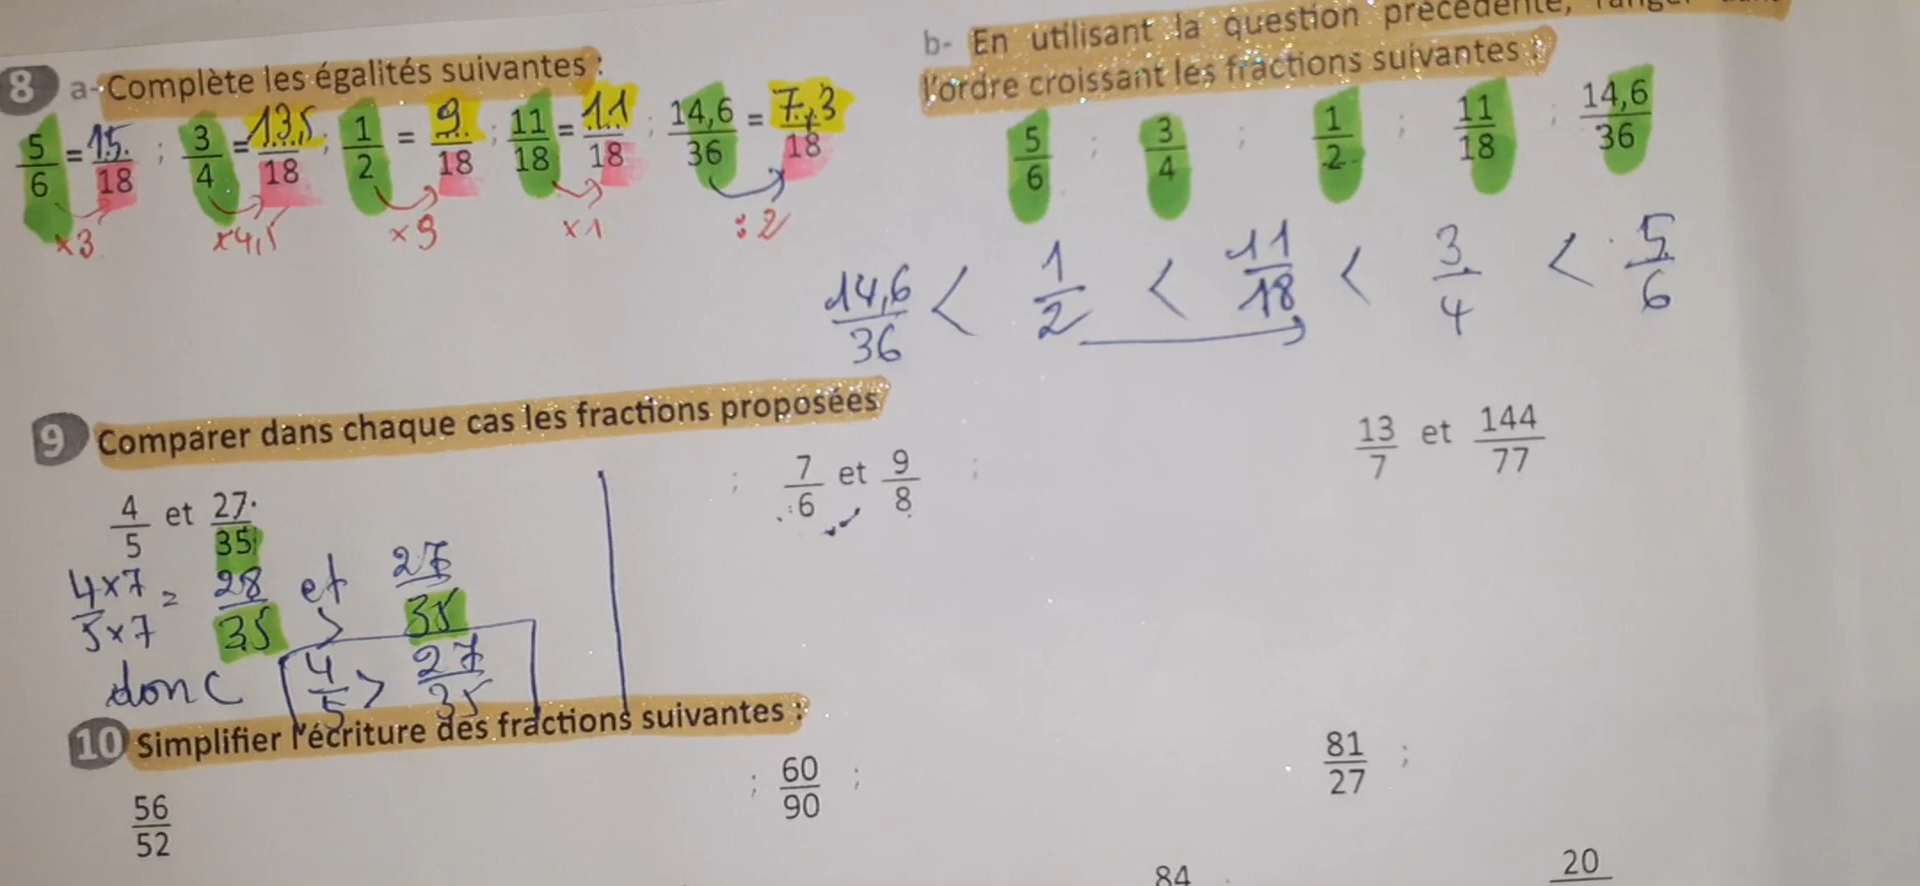 8 a- Complète les égalités suivantes :
5/6 = 15/18 ; 3/4 = 13,5/18 ; 1/2 = 9/18 ; 11/18 = 11/18 ; 14,6/36 = 7,3/18
×3 ×4,5 ×9 ×1 :2
b- En utilisant la question précédente,
l'ordre croissant les fractions suivantes :
5/6 ; 3/4 ; 1/2 ; 11/18 ; 14,6/36
14,6/36 < 1/2 < 11/18 < 3/4 < 5/6
9 Comparer dans chaque cas les fractions proposées
4/5 et 27/35 ; 7/6 et 9/8 ; 13/7 et 144/77
4×7/5×7 = 28/35 et 27/35
>
donc 4/5 > 27/35
10 Simplifier l'écriture des fractions suivantes :
56/52 ; 60/90 ; 81/27 ;
84 20